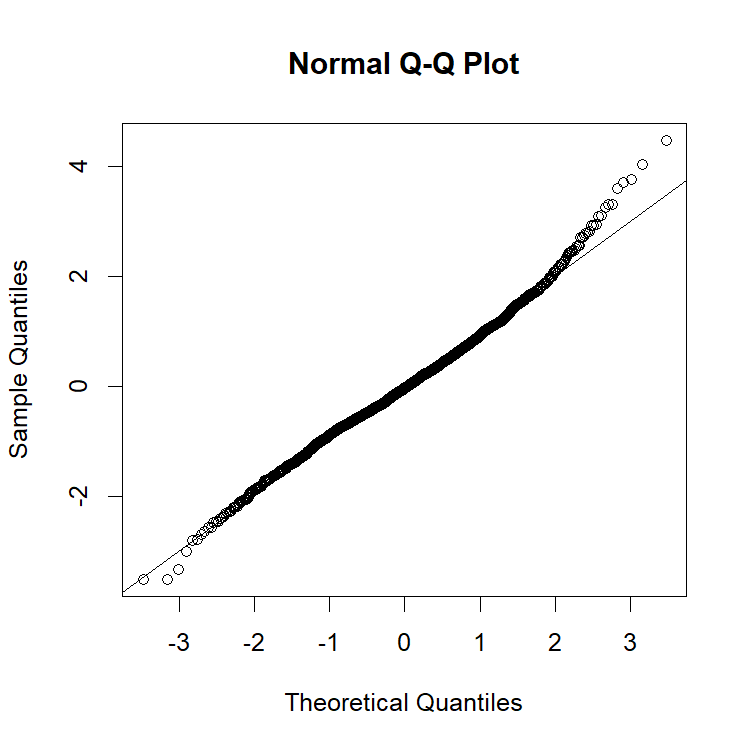 Normal Q-Q Plot
4
2
0
-2
Sample Quantiles
-3 -2 -1 0 1 2 3
Theoretical Quantiles